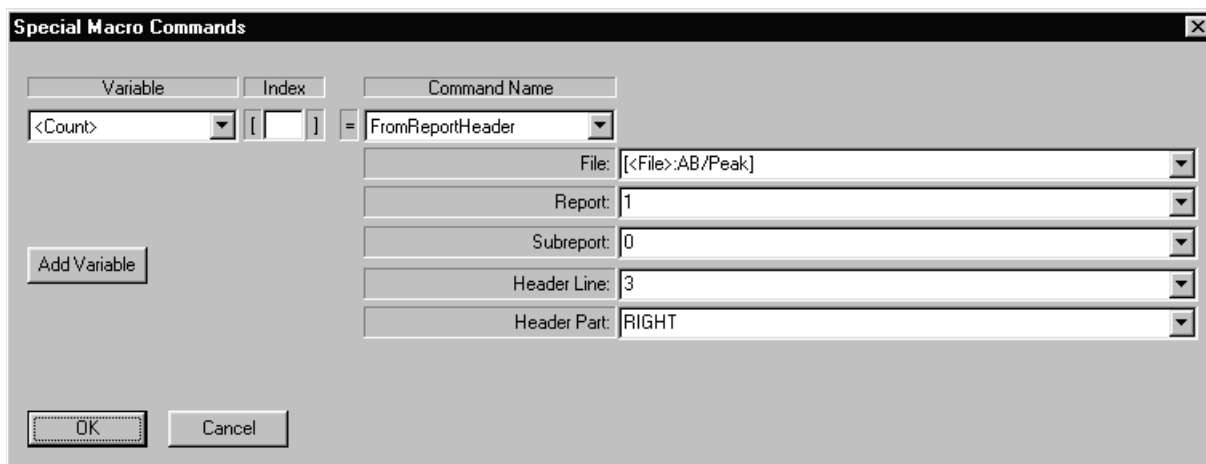 Special Macro Commands
Variable Index Command Name
<Count> [ ] = FromReportHeader
File: [<File>:AB/Peak]
Report: 1
Subreport: 0
Add Variable
Header Line: 3
Header Part: RIGHT
OK Cancel